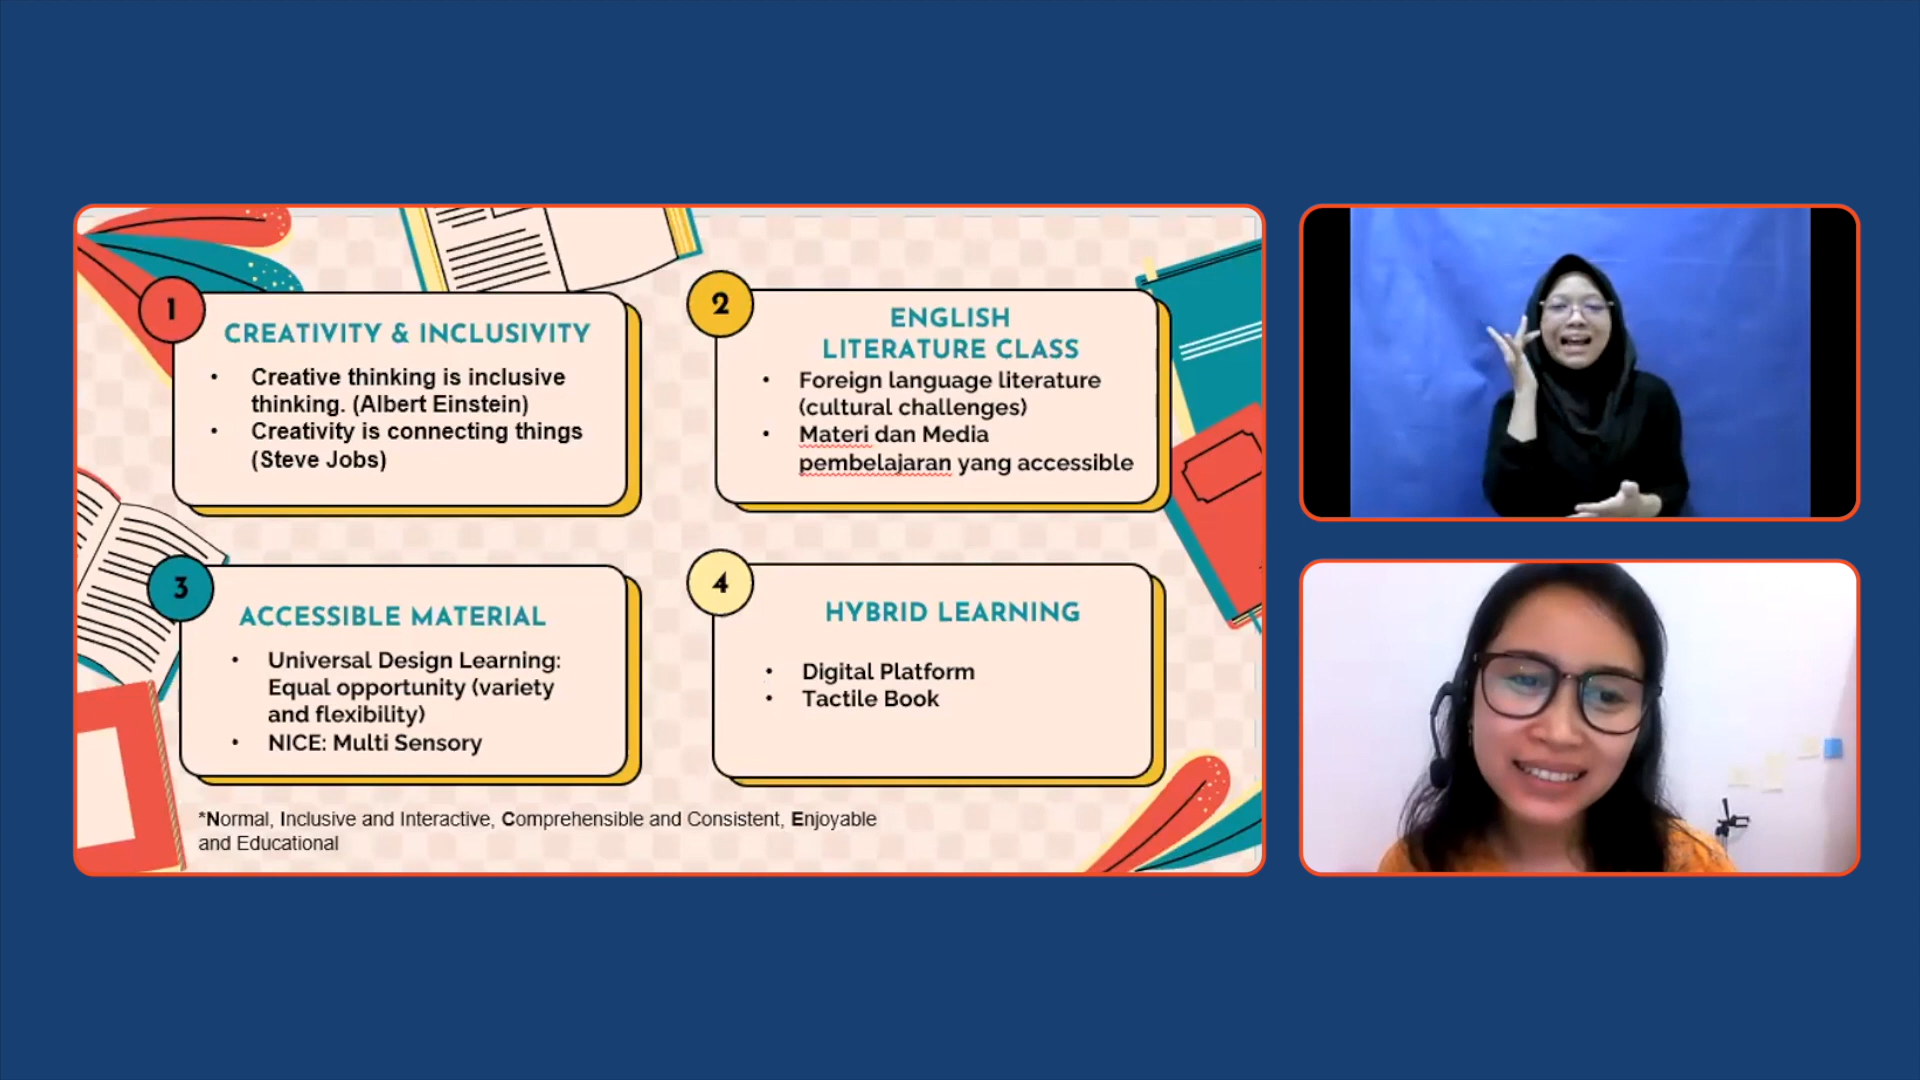 1
CREATIVITY & INCLUSIVITY
• Creative thinking is inclusive
thinking. (Albert Einstein)
• Creativity is connecting things
(Steve Jobs)
2
ENGLISH
LITERATURE CLASS
• Foreign language literature
(cultural challenges)
• Materi dan Media
pembelajaran yang accessible
3
ACCESSIBLE MATERIAL
• Universal Design Learning:
Equal opportunity (variety
and flexibility)
• NICE: Multi Sensory
4
HYBRID LEARNING
• Digital Platform
• Tactile Book
*Normal, Inclusive and Interactive, Comprehensible and Consistent, Enjoyable
and Educational